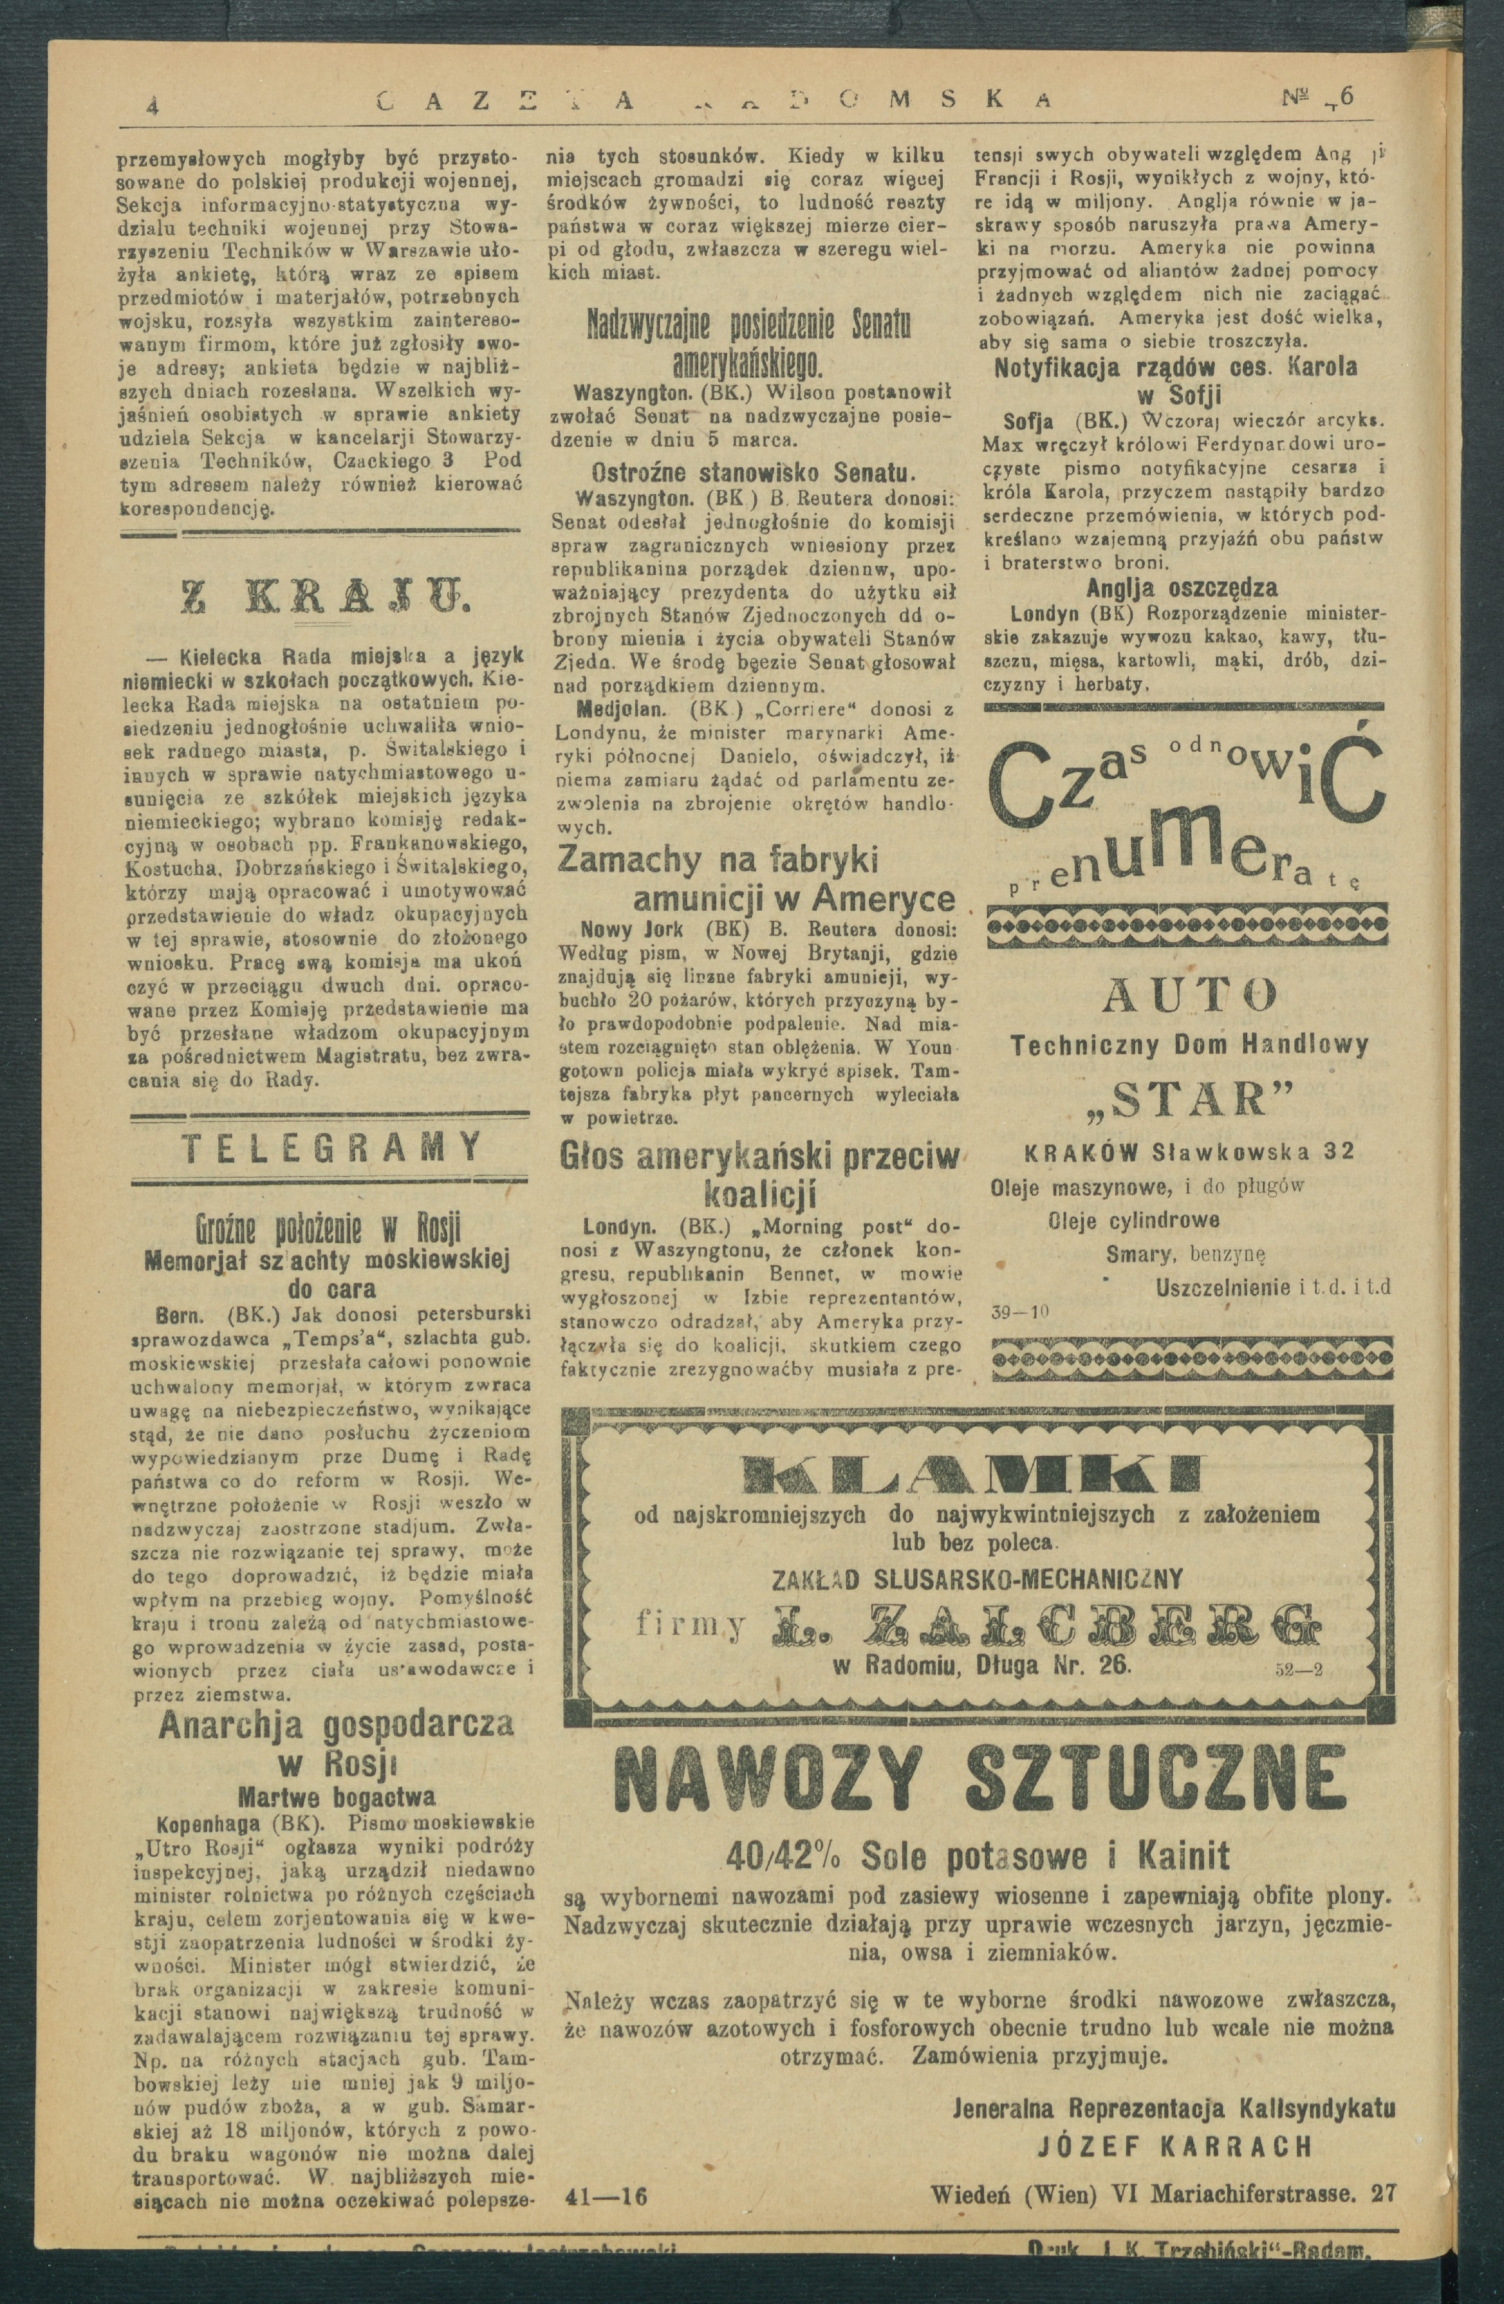 4
GAZETA RADOMSKA
№ 46
przemysłowych mogłyby być przysto-
sowane do polskiej produkcji wojennej,
Sekcja informacyjno-statystyczna wy-
działu techniki wojennej przy Stowa-
rzyszeniu Techników w Warszawie uło-
żyła ankietę, którą wraz ze spisem
przedmiotów i materjałów, potrzebnych
wojsku, rozsyła wszystkim zaintereso-
wanym firmom, które już zgłosiły swo-
je adresy; ankieta będzie w najbliż-
szych dniach rozesłana. Wszelkich wy-
jaśnień osobistych w sprawie ankiety
udziela Sekcja w kancelarji Stowarzy-
szenia Techników, Czackiego 3 Pod
tym adresem należy również kierować
korespondencję.
Z KRAJU.
— Kielecka Rada miejska a język
niemiecki w szkołach początkowych. Kie-
lecka Rada miejska na ostatniem po-
siedzeniu jednogłośnie uchwaliła wnio-
sek radnego miasta, p. Świtalskiego i
innych w sprawie natychmiastowego u-
sunięcia ze szkółek miejskich języka
niemieckiego; wybrano komisję redak-
cyjną w osobach pp. Frankanowskiego,
Kostucha, Dobrzańskiego i Świtalskiego,
którzy mają opracować i umotywować
przedstawienie do władz okupacyjnych
w tej sprawie, stosownie do złożonego
wniosku. Pracę swą komisja ma ukoń
czyć w przeciągu dwuch dni. opraco-
wane przez Komisję przedstawienie ma
być przesłane władzom okupacyjnym
za pośrednictwem Magistratu, bez zwra-
cania się do Rady.
TELEGRAMY
Groźne położenie w Rosji
Memorjał szlachty moskiewskiej
do cara
Bern. (BK.) Jak donosi petersburski
sprawozdawca „Temps'a“, szlachta gub.
moskiewskiej przesłała całowi ponownie
uchwalony memorjał, w którym zwraca
uwagę na niebezpieczeństwo, wynikające
stąd, że nie dano posłuchu życzeniom
wypowiedzianym prze Dumę i Radę
państwa co do reform w Rosji. We-
wnętrzne położenie w Rosji weszło w
nadzwyczaj zaostrzone stadjum. Zwła-
szcza nie rozwiązanie tej sprawy, może
do tego doprowadzić, iż będzie miała
wpływ na przebieg wojny. Pomyślność
kraju i tronu zależą od natychmiastowe-
go wprowadzenia w życie zasad, posta-
wionych przez ciała ustawodawcze i
przez ziemstwa.
Anarchja gospodarcza
w Rosji
Martwe bogactwa
Kopenhaga (BK). Pismo moskiewskie
„Utro Rosji“ ogłasza wyniki podróży
inspekcyjnej, jaką urządził niedawno
minister rolnictwa po różnych częściach
kraju, celem zorjentowania się w kwe-
stji zaopatrzenia ludności w środki ży-
wności. Minister mógł stwierdzić, że
brak organizacji w zakresie komuni-
kacji stanowi największą trudność w
zadawalającem rozwiązaniu tej sprawy.
Np. na różnych stacjach gub. Tam-
bowskiej leży nie mniej jak 9 miljo-
nów pudów zboża, a w gub. Samar-
skiej aż 18 miljonów, których z powo-
du braku wagonów nie można dalej
transportować. W najbliższych mie-
siącach nie można oczekiwać polepsze-
nia tych stosunków. Kiedy w kilku
miejscach gromadzi się coraz więcej
środków żywności, to ludność reszty
państwa w coraz większej mierze cier-
pi od głodu, zwłaszcza w szeregu wiel-
kich miast.
Nadzwyczajne posiedzenie Senatu
amerykańskiego.
Waszyngton. (BK.) Wilson postanowił
zwołać Senat na nadzwyczajne posie-
dzenie w dniu 5 marca.
Ostroźne stanowisko Senatu.
Waszyngton. (BK ) B. Reutera donosi:
Senat odesłał jednogłośnie do komisji
spraw zagranicznych wniesiony przez
republikanina porządek dziennw, upo-
ważniający prezydenta do użytku sił
zbrojnych Stanów Zjednoczonych dd o-
brony mienia i życia obywateli Stanów
Zjedn. We środę bęezie Senat głosował
nad porządkiem dziennym.
Medjolan. (BK ) „Corriere“ donosi z
Londynu, że minister marynarki Ame-
ryki północnej Danielo, oświadczył, iż
niema zamiaru żądać od parlamentu ze-
zwolenia na zbrojenie okrętów handlo-
wych.
Zamachy na fabryki
amunicji w Ameryce
Nowy Jork (BK) B. Reutera donosi:
Według pism, w Nowej Brytanji, gdzie
znajdują się liczne fabryki amunieji, wy-
buchło 20 pożarów, których przyczyną by-
ło prawdopodobnie podpalenie. Nad mia-
stem rozciągnięto stan oblężenia. W Youn-
gotown policja miała wykryć spisek. Tam-
tejsza fabryka płyt pancernych wyleciała
w powietrze.
Głos amerykański przeciw
koalicji
Londyn. (BK.) „Morning post“ do-
nosi z Waszyngtonu, że członek kon-
gresu, republikanin Bennet, w mowie
wygłoszonej w Izbie reprezentantów,
stanowczo odradzał, aby Ameryka przy-
łączyła się do koalicji, skutkiem czego
faktycznie zrezygnowaćby musiała z pre-
tensji swych obywateli względem
Francji i Rosji, wynikłych z wojny, któ-
re idą w miljony. Anglja równie w ja-
skrawy sposób naruszyła prawa Amery-
ki na morzu. Ameryka nie powinna
przyjmować od aliantów żadnej pomocy
i żadnych względem nich nie zaciągać
zobowiązań. Ameryka jest dość wielka,
aby się sama o siebie troszczyła.
Notyfikacja rządów ces. Karola
w Sofji
Sofja (BK.) Wczoraj wieczór arcyks.
Max wręczył królowi Ferdynandowi uro-
czyste pismo notyfikacyjne cesarza i
króla Karola, przyczem nastąpiły bardzo
serdeczne przemówienia, w których pod-
kreślano wzajemną przyjaźń obu państw
i braterstwo broni.
Anglja oszczędza
Londyn (BK) Rozporządzenie minister-
skie zakazuje wywozu kakao, kawy, tłu-
szczu, mięsa, kartowli, mąki, drób, dzi-
czyzny i herbaty.
Czas odnowiĆ
prenumeratę
AUTO
Techniczny Dom Handlowy
„STAR”
KRAKÓW Sławkowska 32
Oleje maszynowe, i do pługów
Oleje cylindrowe
Smary, benzynę
Uszczelnienie i t. d. i t.d
39—10
KLAMKI
od najskromniejszych do najwykwintniejszych z założeniem
lub bez poleca.
ZAKŁAD SLUSARSKO-MECHANICZNY
firmy L. ZALCBERG
w Radomiu, Długa Nr. 26.
52—2
NAWOZY SZTUCZNE
40/42% Sole potasowe i Kainit
są wybornemi nawozami pod zasiewy wiosenne i zapewniają obfite plony.
Nadzwyczaj skutecznie działają przy uprawie wczesnych jarzyn, jęczmie-
nia, owsa i ziemniaków.
Należy wczas zaopatrzyć się w te wyborne środki nawozowe zwłaszcza,
że nawozów azotowych i fosforowych obecnie trudno lub wcale nie można
otrzymać. Zamówienia przyjmuje.
Jeneralna Reprezentacja Kalisyndykatu
JÓZEF KARRACH
41—16
Wiedeń (Wien) VI Mariachiferstrasse. 27
Druk. J. K. Trzebiński“-Radom.